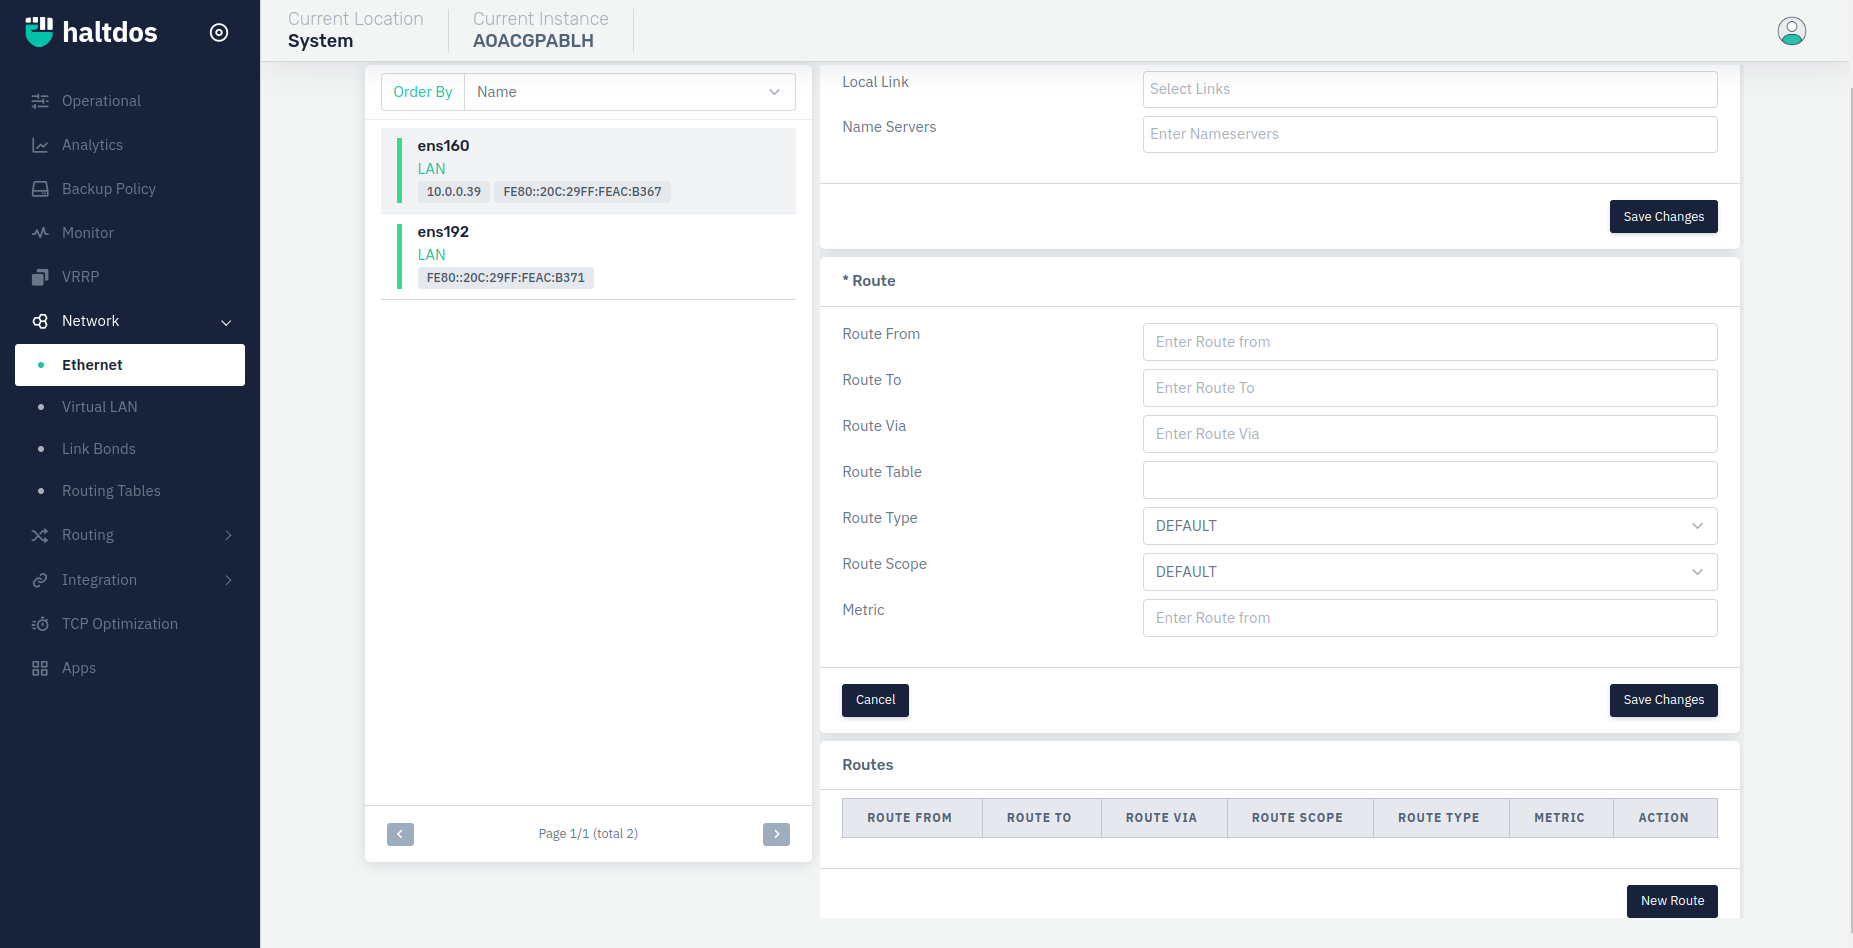 haltdos
Current Location
System
Current Instance
AOACGPABLH
Operational
Analytics
Backup Policy
Monitor
VRRP
Network
Ethernet
Virtual LAN
Link Bonds
Routing Tables
Routing
Integration
TCP Optimization
Apps
Order By Name
ens160
LAN
10.0.0.39 FE80::20C:29FF:FEAC:B367
ens192
LAN
FE80::20C:29FF:FEAC:B371
Page 1/1 (total 2)
Local Link Select Links
Name Servers Enter Nameservers
Save Changes
* Route
Route From Enter Route from
Route To Enter Route To
Route Via Enter Route Via
Route Table
Route Type DEFAULT
Route Scope DEFAULT
Metric Enter Route from
Cancel Save Changes
Routes
ROUTE FROM ROUTE TO ROUTE VIA ROUTE SCOPE ROUTE TYPE METRIC ACTION
New Route